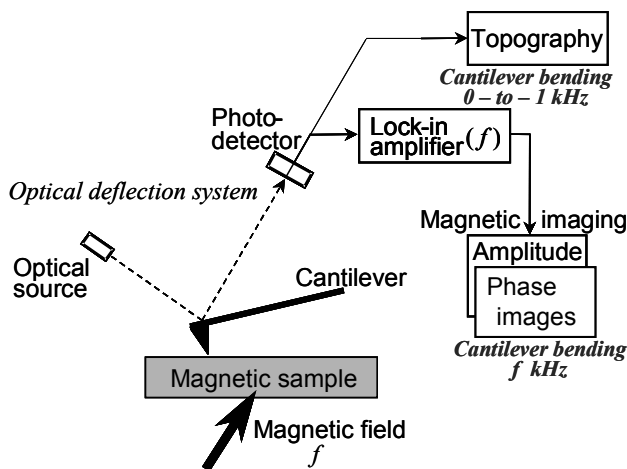 Topography
Cantilever bending
0 – to – 1 kHz
Photo-
detector
Lock-in
amplifier(f)
Optical deflection system
Magnetic imaging
Amplitude
Phase
images
Cantilever bending
f kHz
Optical
source
Cantilever
Magnetic sample
Magnetic field
f